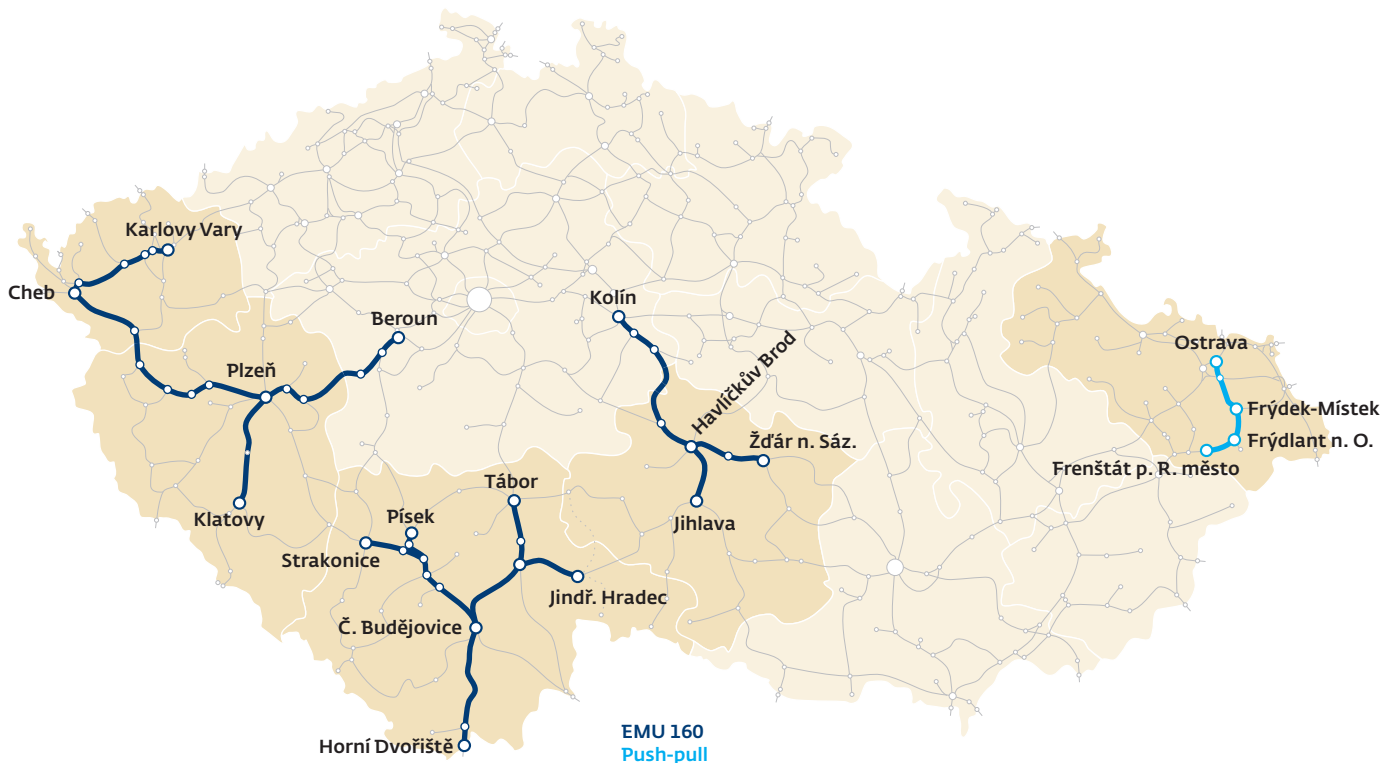 Karlovy Vary
Cheb
Kolín
Beroun
Havlíčkův Brod
Ostrava
Plzeň
Frýdek-Místek
Žďár n. Sáz.
Frýdlant n. O.
Frenštát p. R. město
Tábor
Klatovy
Písek
Jihlava
Strakonice
Jindř. Hradec
Č. Budějovice
EMU 160
Horní Dvořiště
Push-pull